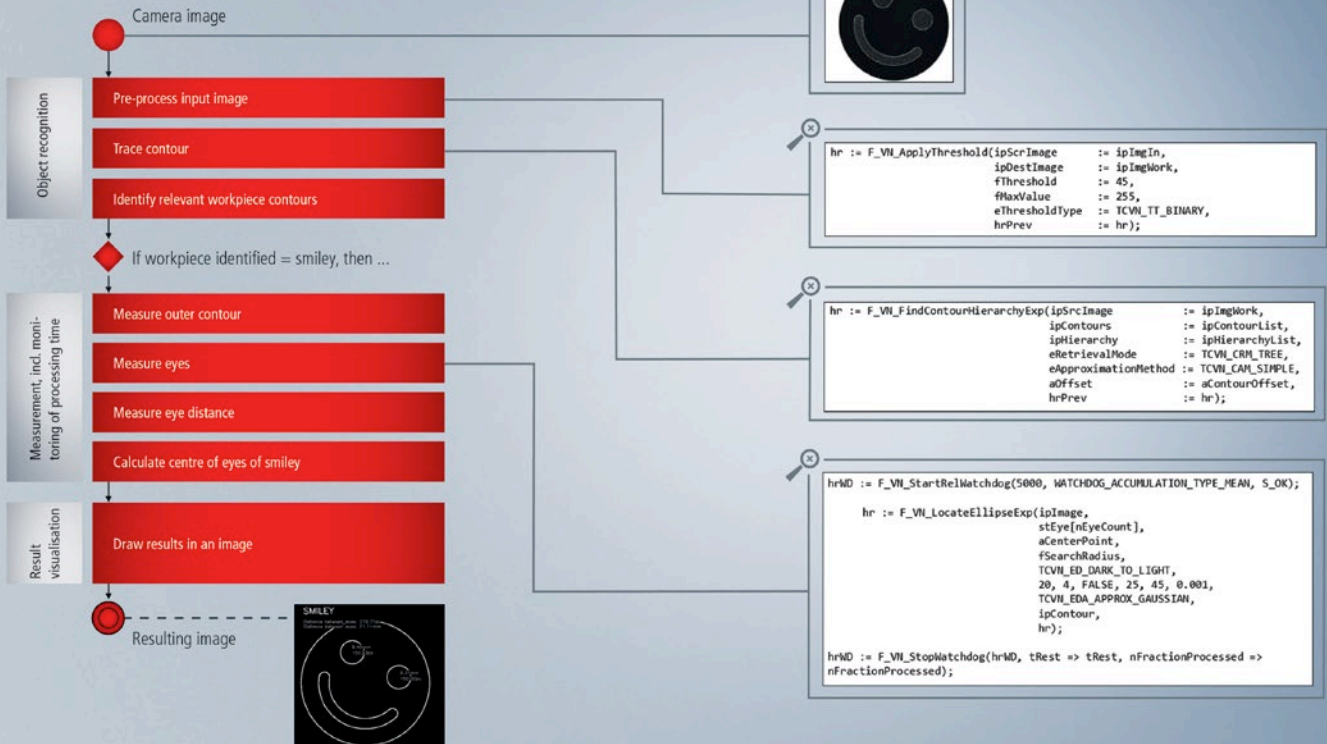 Camera image
Object recognition
Pre-process input image
Trace contour
Identify relevant workpiece contours
If workpiece identified = smiley, then ...
Measurement, incl. moni-
toring of processing time
Measure outer contour
Measure eyes
Measure eye distance
Calculate centre of eyes of smiley
Result
visualisation
Draw results in an image
Resulting image
SMILEY
hr := F_VN_ApplyThreshold(ipScrImage := ipImgIn,
ipDestImage := ipImgWork,
fThreshold := 45,
fMaxValue := 255,
eThresholdType := TCVN_TT_BINARY,
hrPrev := hr);
hr := F_VN_FindContourHierarchyExp(ipSrcImage := ipImgWork,
ipContours := ipContourList,
ipHierarchy := ipHierarchyList,
eRetrievalMode := TCVN_CRM_TREE,
eApproximationMethod := TCVN_CAM_SIMPLE,
aOffset := aContourOffset,
hrPrev := hr);
hrWD := F_VN_StartRelWatchdog(5000, WATCHDOG_ACCUMULATION_TYPE_MEAN, S_OK);
hr := F_VN_LocateEllipseExp(ipImage,
stEye[nEyeCount],
aCenterPoint,
fSearchRadius,
TCVN_ED_DARK_TO_LIGHT,
20, 4, FALSE, 25, 45, 0.001,
TCVN_EDA_APPROX_GAUSSIAN,
ipContour,
hr);
hrWD := F_VN_StopWatchdog(hrWD, tRest => tRest, nFractionProcessed =>
nFractionProcessed);